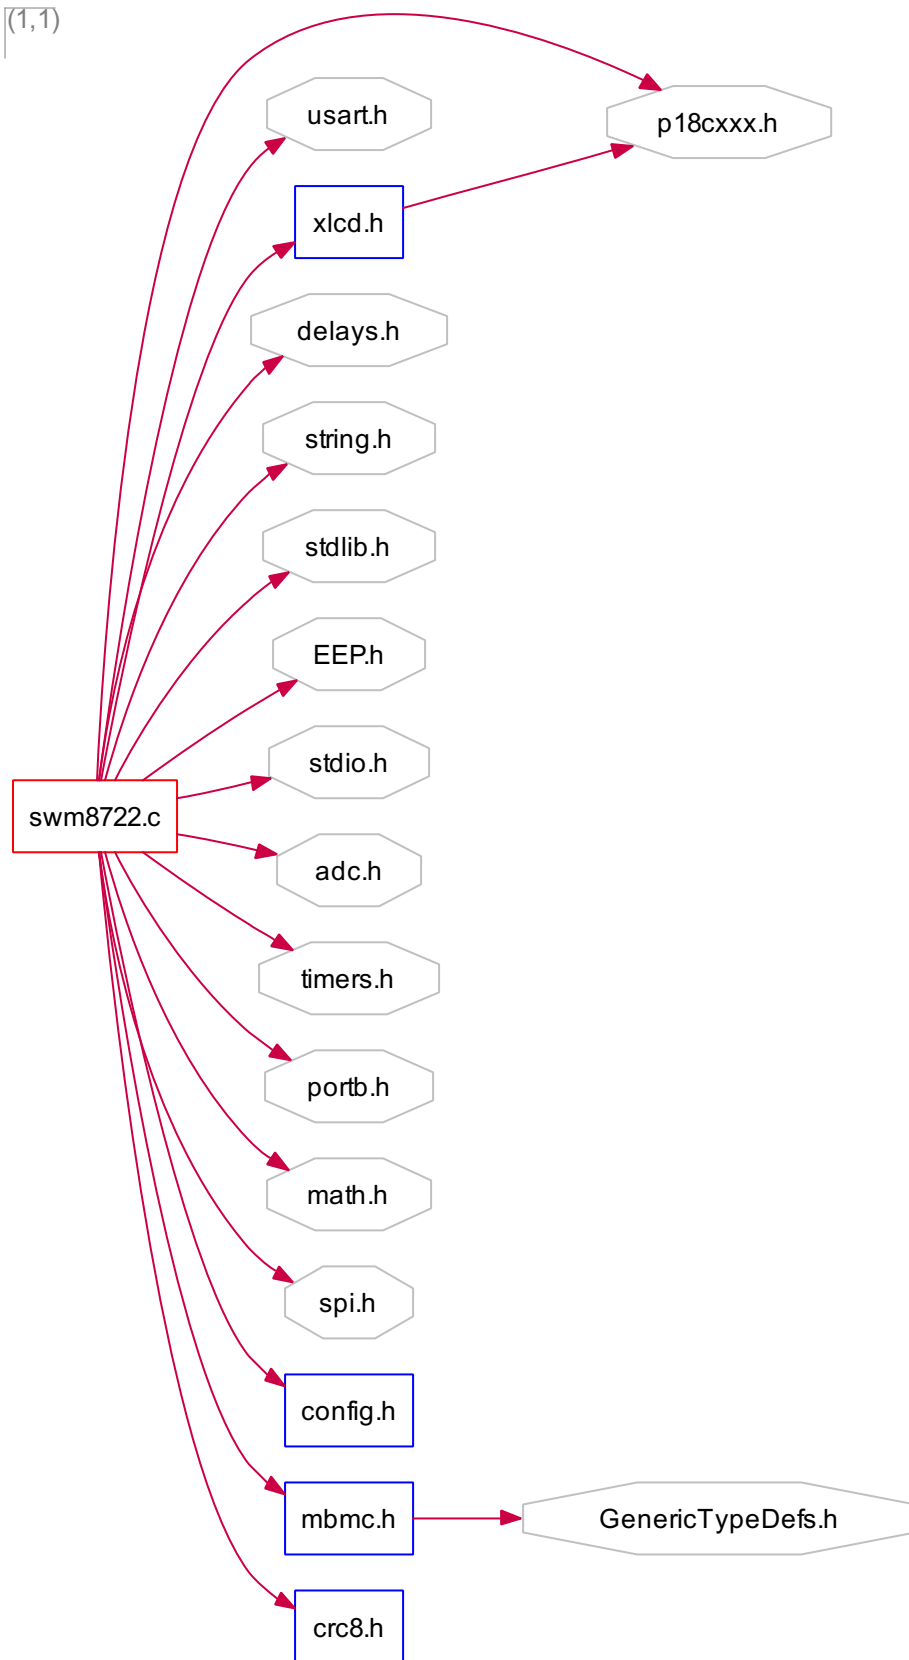 (1,1)
usart.h
p18cxxx.h
xlcd.h
delays.h
string.h
stdlib.h
EEP.h
stdio.h
swm8722.c
adc.h
timers.h
portb.h
math.h
spi.h
config.h
mbmc.h
GenericTypeDefs.h
crc8.h